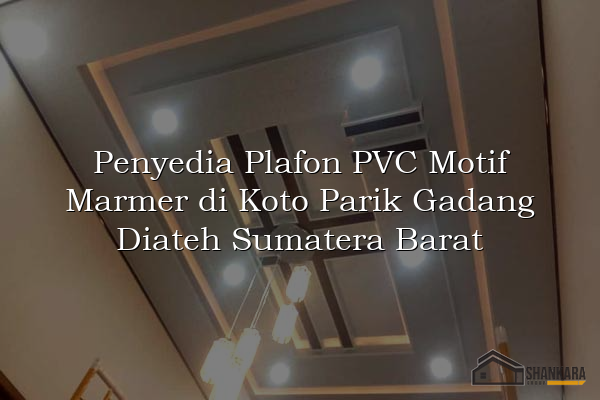 Penyedia Plafon PVC Motif
Marmer di Koto Parik Gadang
Diateh Sumatera Barat
SHANKARA